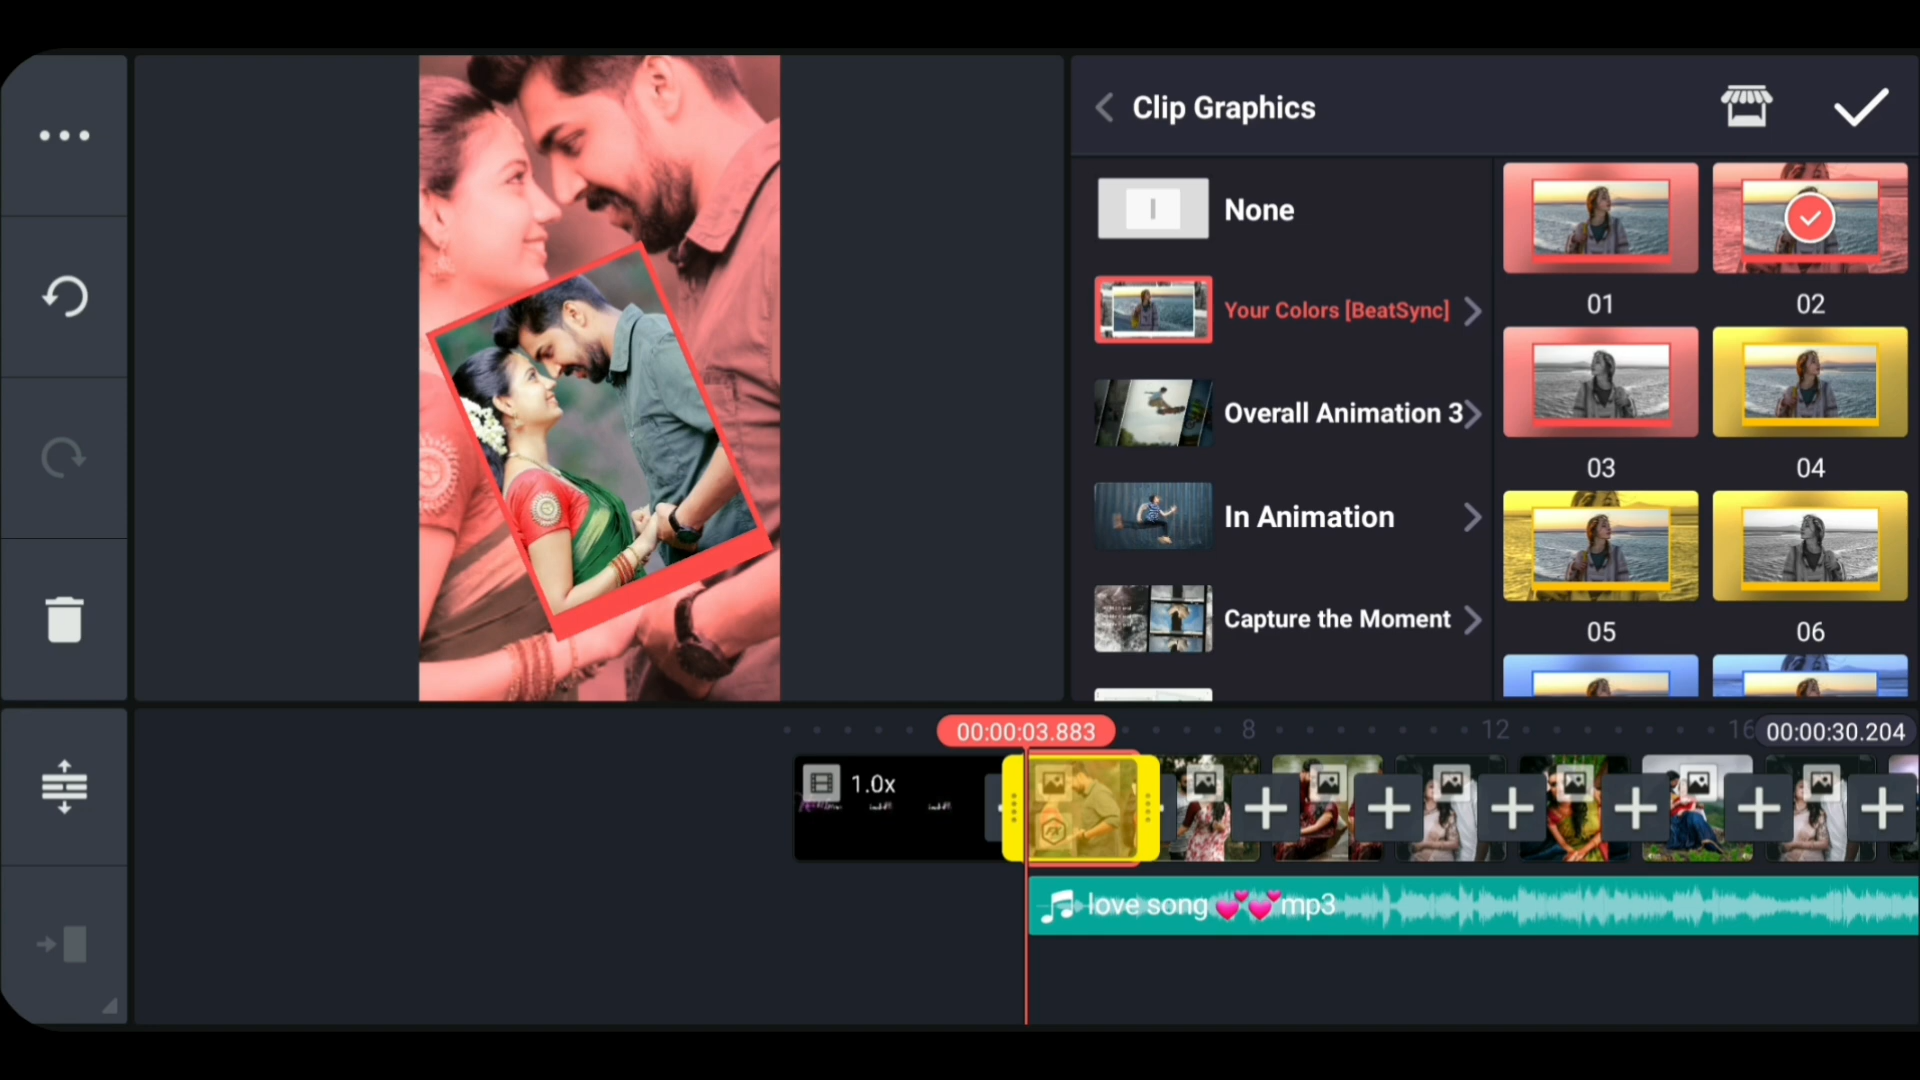 Clip Graphics
None
Your Colors [BeatSync]
Overall Animation 3
In Animation
Capture the Moment
01
02
03
04
05
06
00:00:03.883
8
12
16
00:00:30.204
1.0x
FX
love song 💕💕mp3